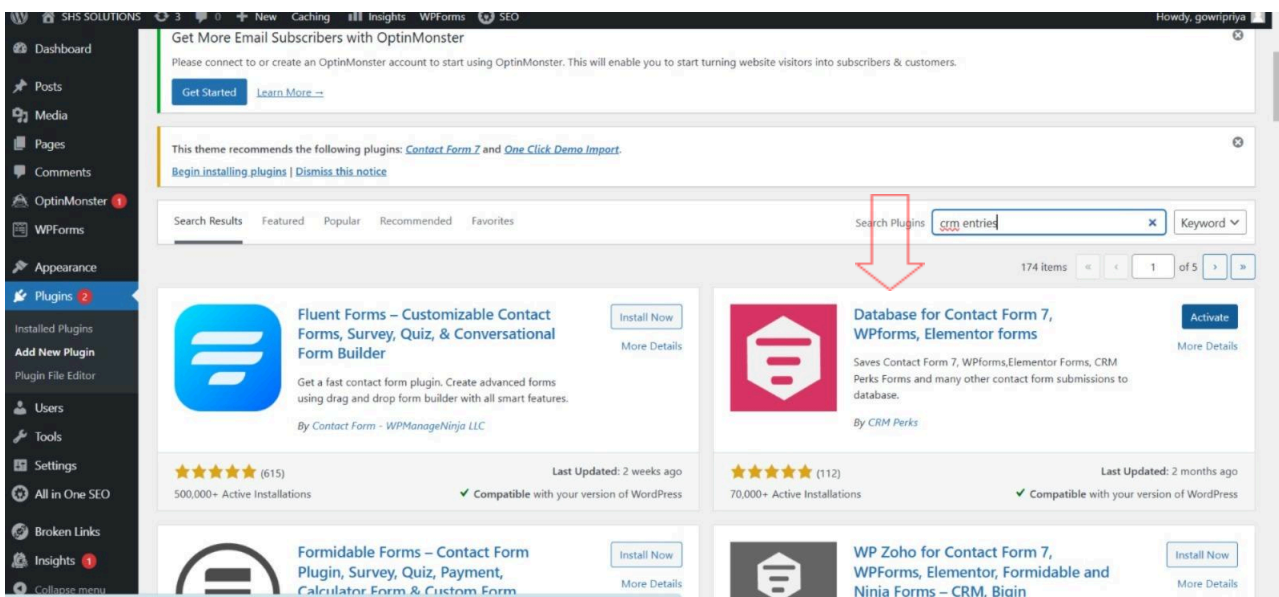 SHS SOLUTIONS 3 0 + New Caching Insights WPForms SEO
Howdy, gowripriya
Dashboard
Posts
Media
Pages
Comments
OptinMonster 1
WPForms
Appearance
Plugins 2
Installed Plugins
Add New Plugin
Plugin File Editor
Users
Tools
Settings
All in One SEO
Broken Links
Insights 1
Collapse menu
Get More Email Subscribers with OptinMonster
Please connect to or create an OptinMonster account to start using OptinMonster. This will enable you to start turning website visitors into subscribers & customers.
Get Started Learn More →
This theme recommends the following plugins: Contact Form 7 and One Click Demo Import.
Begin installing plugins | Dismiss this notice
Search Results Featured Popular Recommended Favorites
Search Plugins crm entries × Keyword
174 items « ‹ 1 of 5 › »
Fluent Forms – Customizable Contact
Forms, Survey, Quiz, & Conversational
Form Builder
Install Now
More Details
Get a fast contact form plugin. Create advanced forms
using drag and drop form builder with all smart features.
By Contact Form - WPManageNinja LLC
(615)
500,000+ Active Installations
Last Updated: 2 weeks ago
✔ Compatible with your version of WordPress
Database for Contact Form 7,
WPforms, Elementor forms
Activate
More Details
Saves Contact Form 7, WPforms,Elementor Forms, CRM
Perks Forms and many other contact form submissions to
database.
By CRM Perks
(112)
70,000+ Active Installations
Last Updated: 2 months ago
✔ Compatible with your version of WordPress
Formidable Forms – Contact Form
Plugin, Survey, Quiz, Payment,
Calculator Form & Custom Form
Install Now
More Details
WP Zoho for Contact Form 7,
WPForms, Elementor, Formidable and
Ninja Forms – CRM, Bigin
Install Now
More Details